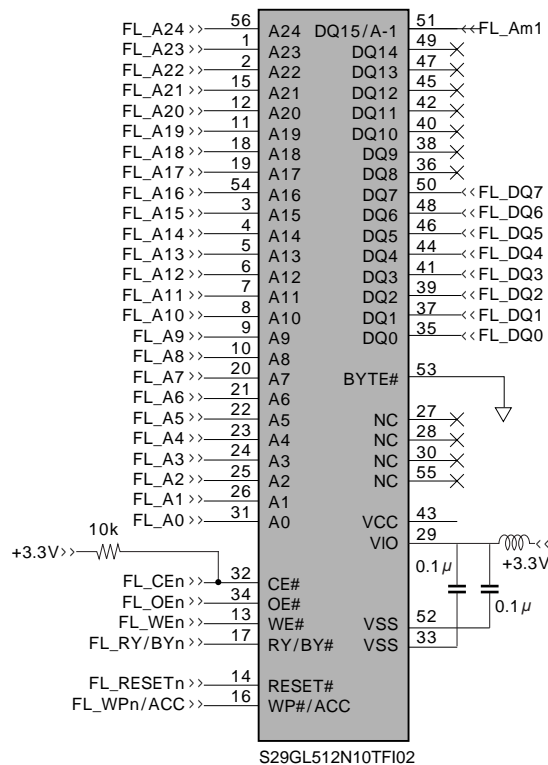 FL_A24 56 A24 DQ15/A-1 51 FL_Am1
FL_A23 1 A23 DQ14 49
FL_A22 2 A22 DQ13 47
FL_A21 15 A21 DQ12 45
FL_A20 12 A20 DQ11 42
FL_A19 11 A19 DQ10 40
FL_A18 18 A18 DQ9 38
FL_A17 19 A17 DQ8 36
FL_A16 54 A16 DQ7 50 FL_DQ7
FL_A15 3 A15 DQ6 48 FL_DQ6
FL_A14 4 A14 DQ5 46 FL_DQ5
FL_A13 5 A13 DQ4 44 FL_DQ4
FL_A12 6 A12 DQ3 41 FL_DQ3
FL_A11 7 A11 DQ2 39 FL_DQ2
FL_A10 8 A10 DQ1 37 FL_DQ1
FL_A9 9 A9 DQ0 35 FL_DQ0
FL_A8 10 A8
FL_A7 20 A7 BYTE# 53
FL_A6 21 A6
FL_A5 22 A5 NC 27
FL_A4 23 A4 NC 28
FL_A3 24 A3 NC 30
FL_A2 25 A2 NC 55
FL_A1 26 A1
FL_A0 31 A0 VCC 43
10k
VIO 29
+3.3V
+3.3V
0.1µ
FL_CEn 32 CE#
FL_OEn 34 OE#
0.1µ
FL_WEn 13 WE# VSS 52
FL_RY/BYn 17 RY/BY# VSS 33
FL_RESETn 14 RESET#
FL_WPn/ACC 16 WP#/ACC
S29GL512N10TFI02